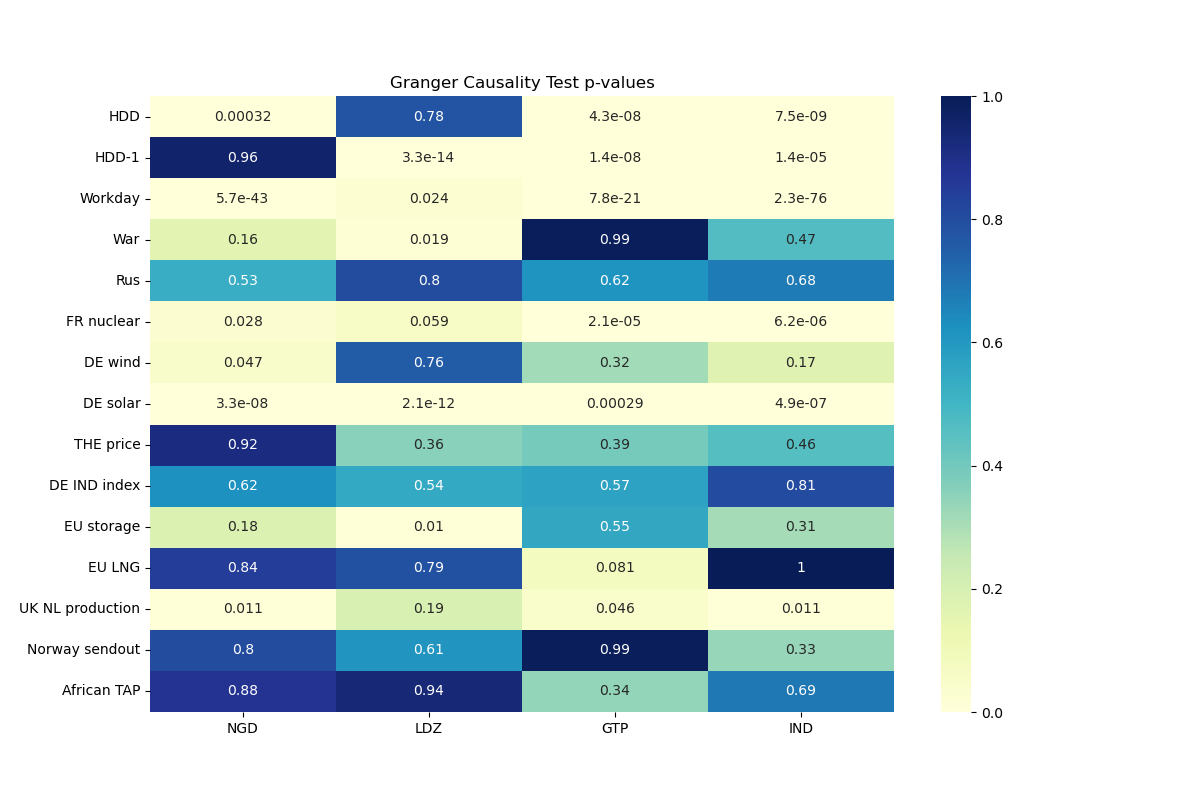 Granger Causality Test p-values
HDD 0.00032 0.78 4.3e-08 7.5e-09
HDD-1 0.96 3.3e-14 1.4e-08 1.4e-05
Workday 5.7e-43 0.024 7.8e-21 2.3e-76
War 0.16 0.019 0.99 0.47
Rus 0.53 0.8 0.62 0.68
FR nuclear 0.028 0.059 2.1e-05 6.2e-06
DE wind 0.047 0.76 0.32 0.17
DE solar 3.3e-08 2.1e-12 0.00029 4.9e-07
THE price 0.92 0.36 0.39 0.46
DE IND index 0.62 0.54 0.57 0.81
EU storage 0.18 0.01 0.55 0.31
EU LNG 0.84 0.79 0.081 1
UK NL production 0.011 0.19 0.046 0.011
Norway sendout 0.8 0.61 0.99 0.33
African TAP 0.88 0.94 0.34 0.69
NGD LDZ GTP IND
1.0
0.8
0.6
0.4
0.2
0.0